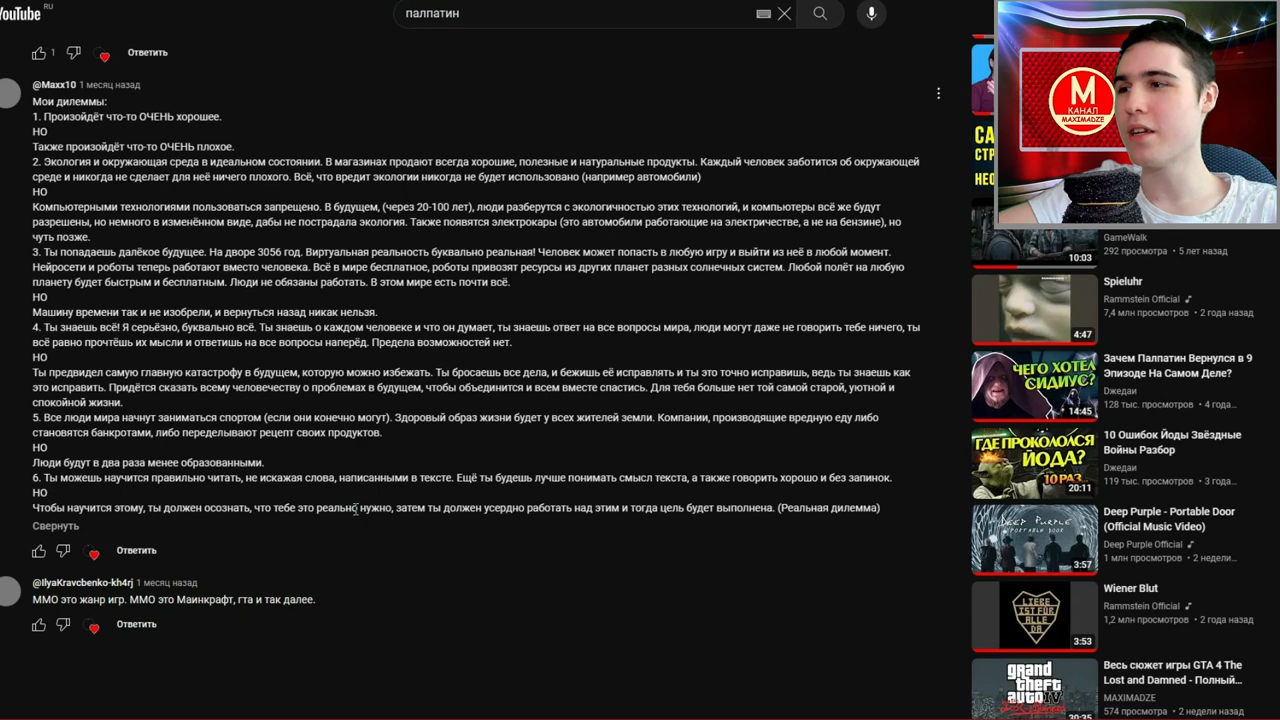 YouTube RU
палпатин
1 Ответить
@Maxx10 1 месяц назад
Мои дилеммы:
1. Произойдёт что-то ОЧЕНЬ хорошее.
НО
Также произойдёт что-то ОЧЕНЬ плохое.
2. Экология и окружающая среда в идеальном состоянии. В магазинах продают всегда хорошие, полезные и натуральные продукты. Каждый человек заботится об окружающей
среде и никогда не сделает для неё ничего плохого. Всё, что вредит экологии никогда не будет использовано (например автомобили)
НО
Компьютерными технологиями пользоваться запрещено. В будущем, (через 20-100 лет), люди разберутся с экологичностью этих технологий, и компьютеры всё же будут
разрешены, но немного в изменённом виде, дабы не пострадала экология. Также появятся электрокары (это автомобили работающие на электричестве, а не на бензине), но
чуть позже.
3. Ты попадаешь далёкое будущее. На дворе 3056 год. Виртуальная реальность буквально реальная! Человек может попасть в любую игру и выйти из неё в любой момент.
Нейросети и роботы теперь работают вместо человека. Всё в мире бесплатное, роботы привозят ресурсы из других планет разных солнечных систем. Любой полёт на любую
планету будет быстрым и бесплатным. Люди не обязаны работать. В этом мире есть почти всё.
НО
Машину времени так и не изобрели, и вернуться назад никак нельзя.
4. Ты знаешь всё! Я серьёзно, буквально всё. Ты знаешь о каждом человеке и что он думает, ты знаешь ответ на все вопросы мира, люди могут даже не говорить тебе ничего, ты
всё равно прочтёшь их мысли и ответишь на все вопросы наперёд. Предела возможностей нет.
НО
Ты предвидел самую главную катастрофу в будущем, которую можно избежать. Ты бросаешь все дела, и бежишь её исправлять и ты это точно исправишь, ведь ты знаешь как
это исправить. Придётся сказать всему человечеству о проблемах в будущем, чтобы объединится и всем вместе спастись. Для тебя больше нет той самой старой, уютной и
спокойной жизни.
5. Все люди мира начнут заниматься спортом (если они конечно могут). Здоровый образ жизни будет у всех жителей земли. Компании, производящие вредную еду либо
становятся банкротами, либо переделывают рецепт своих продуктов.
НО
Люди будут в два раза менее образованными.
6. Ты можешь научится правильно читать, не искажая слова, написанными в тексте. Ещё ты будешь лучше понимать смысл текста, а также говорить хорошо и без запинок.
НО
Чтобы научится этому, ты должен осознать, что тебе это реально нужно, затем ты должен усердно работать над этим и тогда цель будет выполнена. (Реальная дилемма)
Свернуть
Ответить
@IlyaKravcbenko-kh4rj 1 месяц назад
ММО это жанр игр. ММО это Маинкрафт, гта и так далее.
Ответить
М
КАНАЛ
MAXIMADZE
GameWalk
292 просмотра • 5 лет назад
10:03
Spieluhr
Rammstein Official
7,4 млн просмотров • 2 года назад
4:47
ЧЕГО ХОТЕЛ
СИДИУС?
14:45
Зачем Палпатин Вернулся в 9
Эпизоде На Самом Деле?
Dжедаи
128 тыс. просмотров • 4 года...
ГДЕ ПРОКОЛОЛСЯ
ЙОДА?
10 РАЗ...
20:11
10 Ошибок Йоды Звёздные
Войны Разбор
Dжедаи
119 тыс. просмотров • 3 года...
DEEP PURPLE
PORTABLE DOOR
3:57
Deep Purple - Portable Door
(Official Music Video)
Deep Purple Official
1 млн просмотров • 2 недели...
LIEBE
IST FÜR
ALLE
DA
3:53
Wiener Blut
Rammstein Official
1,2 млн просмотров • 2 года назад
grand
theft
auto IV
30:35
Весь сюжет игры GTA 4 The
Lost and Damned - Полный...
MAXIMADZE
574 просмотра • 2 недели назад